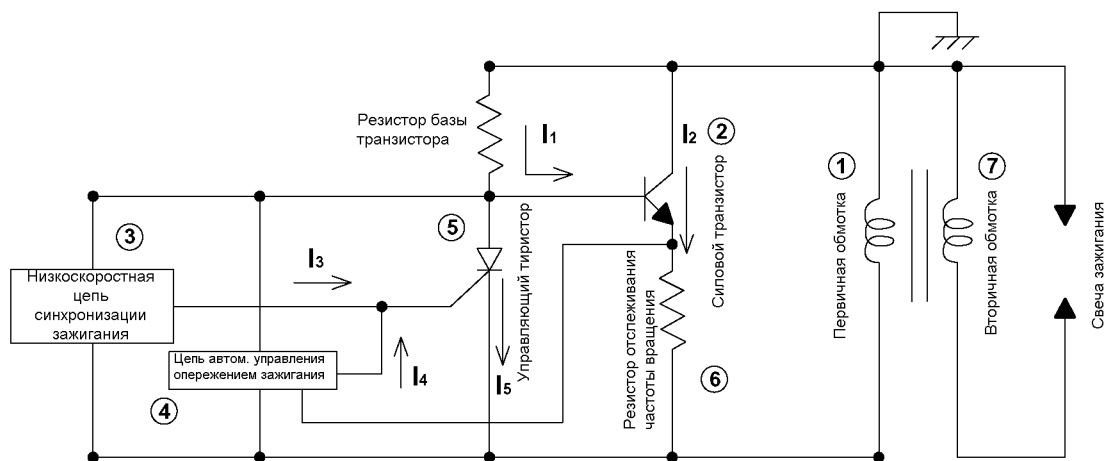 Резистор базы
транзистора
I1
I2
2
Силовой транзистор
1
Первичная обмотка
7
Вторичная обмотка
Свеча зажигания
3
Низкоскоростная
цепь
синхронизации
зажигания
I3
5
Управляющий тиристор
Цепь автом. управления
опережением зажигания
4
I4
I5
Резистор отслеживания
частоты вращения
6